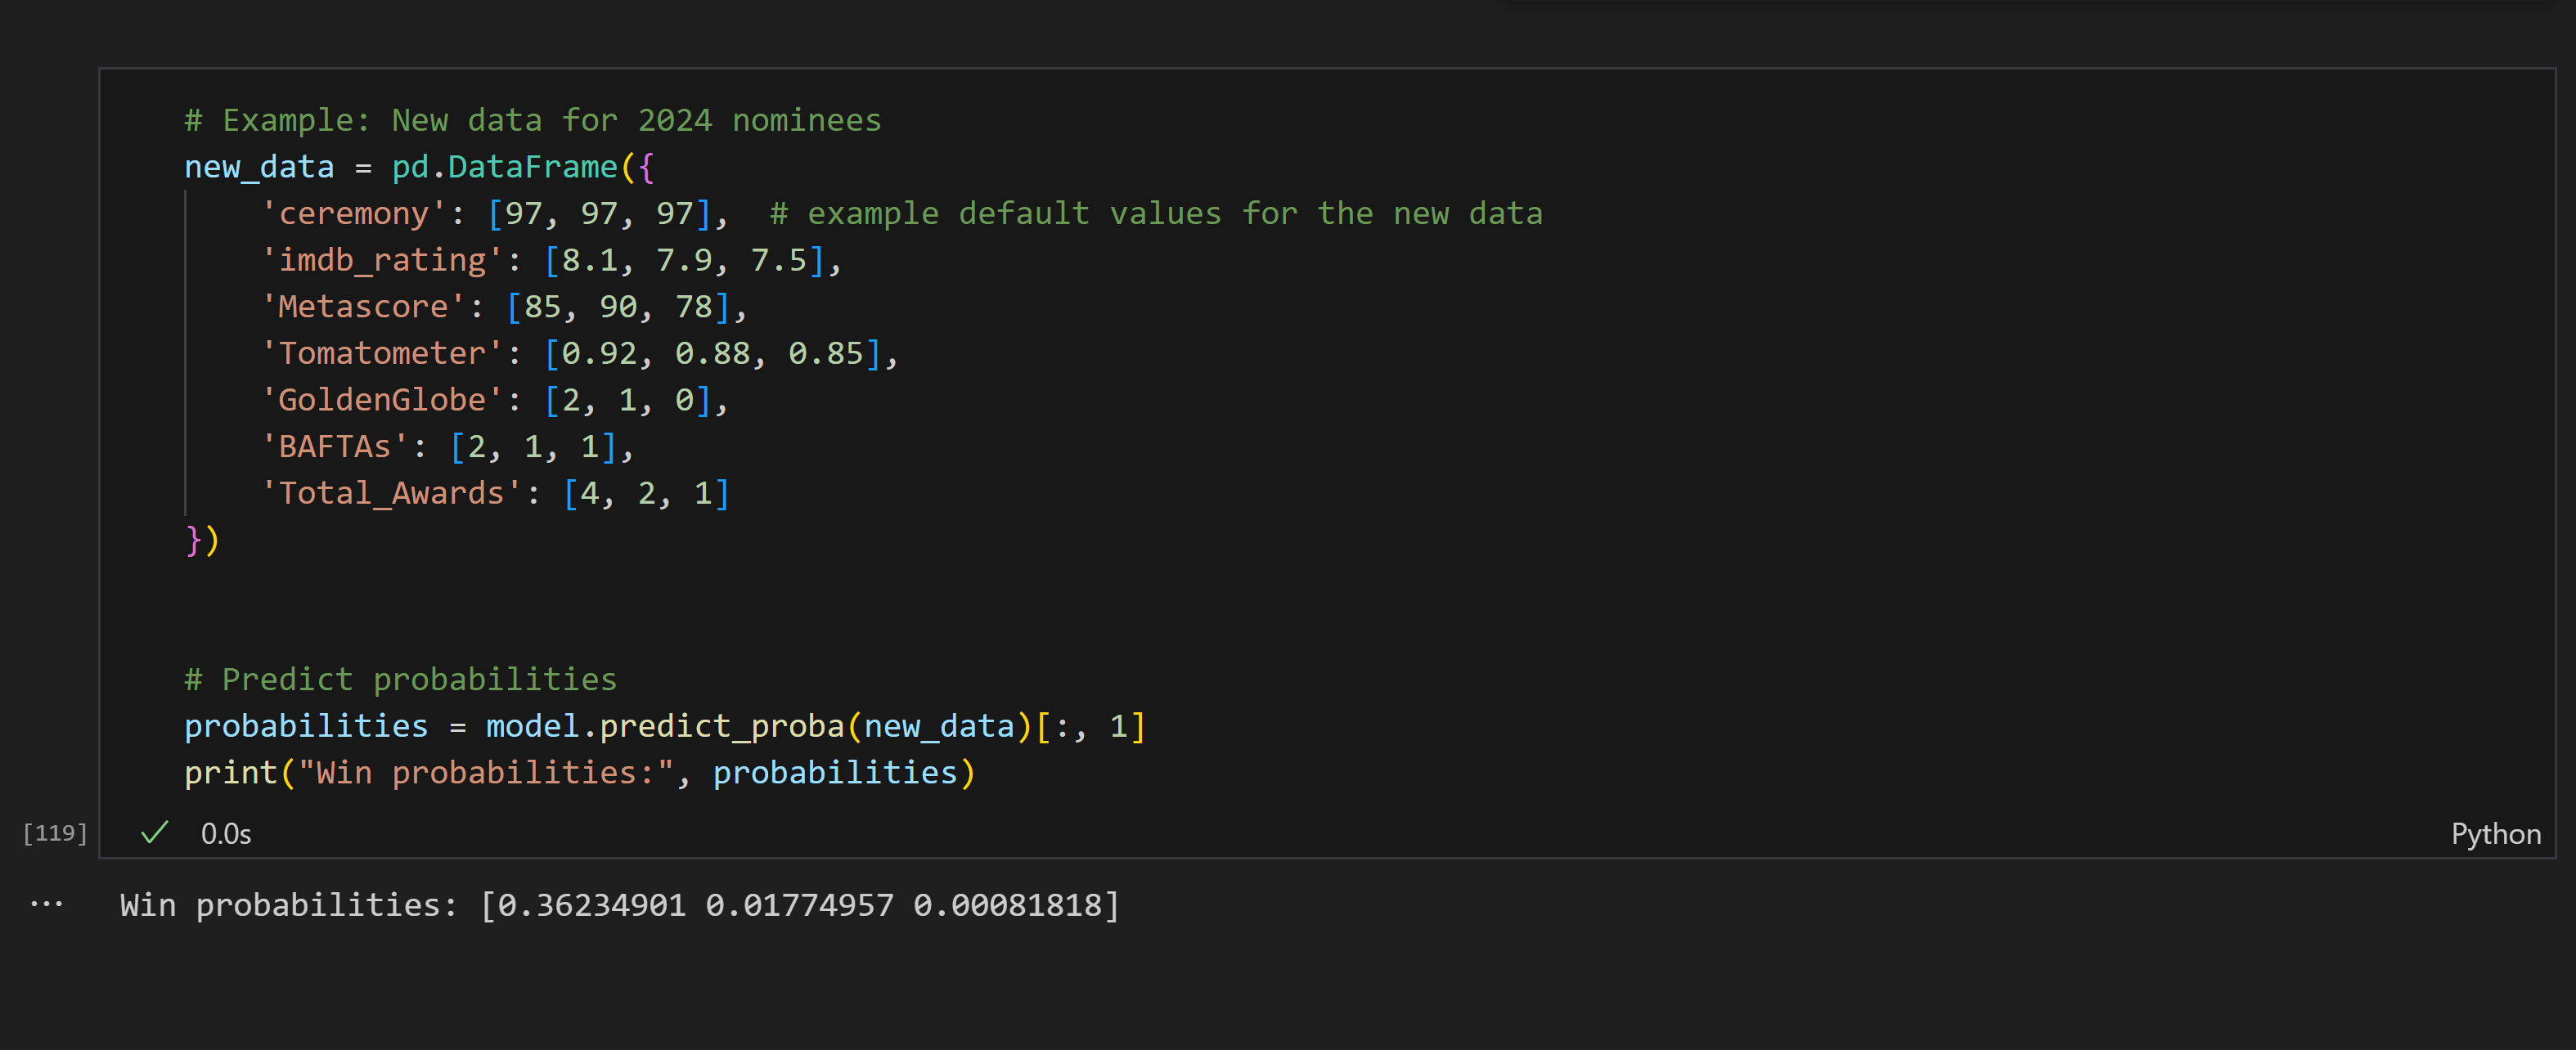 # Example: New data for 2024 nominees
new_data = pd.DataFrame({
    'ceremony': [97, 97, 97],  # example default values for the new data
    'imdb_rating': [8.1, 7.9, 7.5],
    'Metascore': [85, 90, 78],
    'Tomatometer': [0.92, 0.88, 0.85],
    'GoldenGlobe': [2, 1, 0],
    'BAFTAs': [2, 1, 1],
    'Total_Awards': [4, 2, 1]
})
# Predict probabilities
probabilities = model.predict_proba(new_data)[:, 1]
print("Win probabilities:", probabilities)
[119] ✓ 0.0s Python
... Win probabilities: [0.36234901 0.01774957 0.00081818]